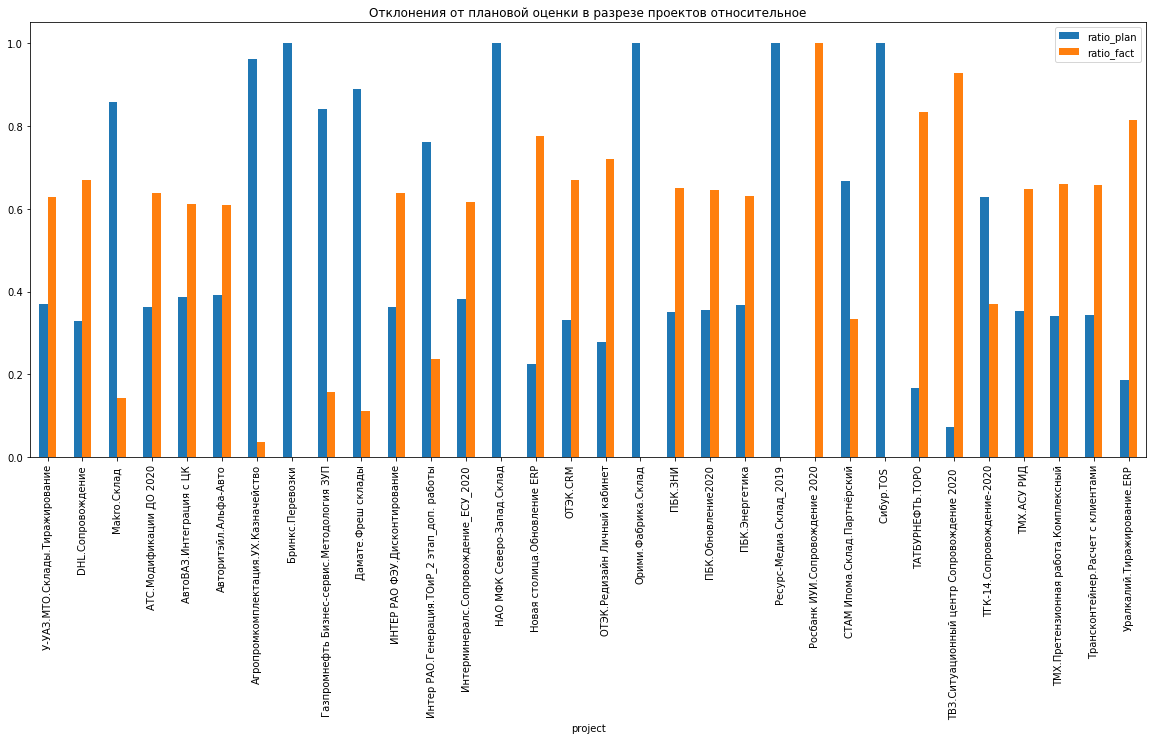 Отклонения от плановой оценки в разрезе проектов относительное
ratio_plan
ratio_fact
1.0
0.8
0.6
0.4
0.2
0.0
У-УАЗ.МТО.Склады.Тиражирование
DHL.Сопровождение
Makro.Склад
АТС.Модификации ДО 2020
АвтоВАЗ.Интеграция с ЦК
Авторитэйл.Альфа-Авто
Агропромкомплектация.УХ.Казначейство
Бринкс.Перевозки
Газпромнефть Бизнес-сервис.Методология ЗУП
Дамате.Фреш склады
ИНТЕР РАО ФЭУ.Дисконтирование
Интер РАО.Генерация.ТОиР_2 этап_доп. работы
Интерминералс.Сопровождение_ЕСУ_2020
НАО МФК Северо-Запад.Склад
Новая столица.Обновление ERP
ОТЭК.CRM
ОТЭК.Редизайн Личный кабинет
Орими.Фабрика.Склад
ПБК.ЗНИ
ПБК.Обновление2020
ПБК.Энергетика
Ресурс-Медиа.Склад_2019
Росбанк ИУИ.Сопровождение 2020
СТАМ Илома.Склад.Партнёрский
Сибур.TOS
ТАТБУРНЕФТЬ.ТОРО
ТВЗ.Ситуационный центр.Сопровождение 2020
ТГК-14.Сопровождение-2020
ТМХ.АСУ РИД
ТМХ.Претензионная работа.Комплексный
Трансконтейнер.Расчет с клиентами
Уралкалий.Тиражирование.ERP
project